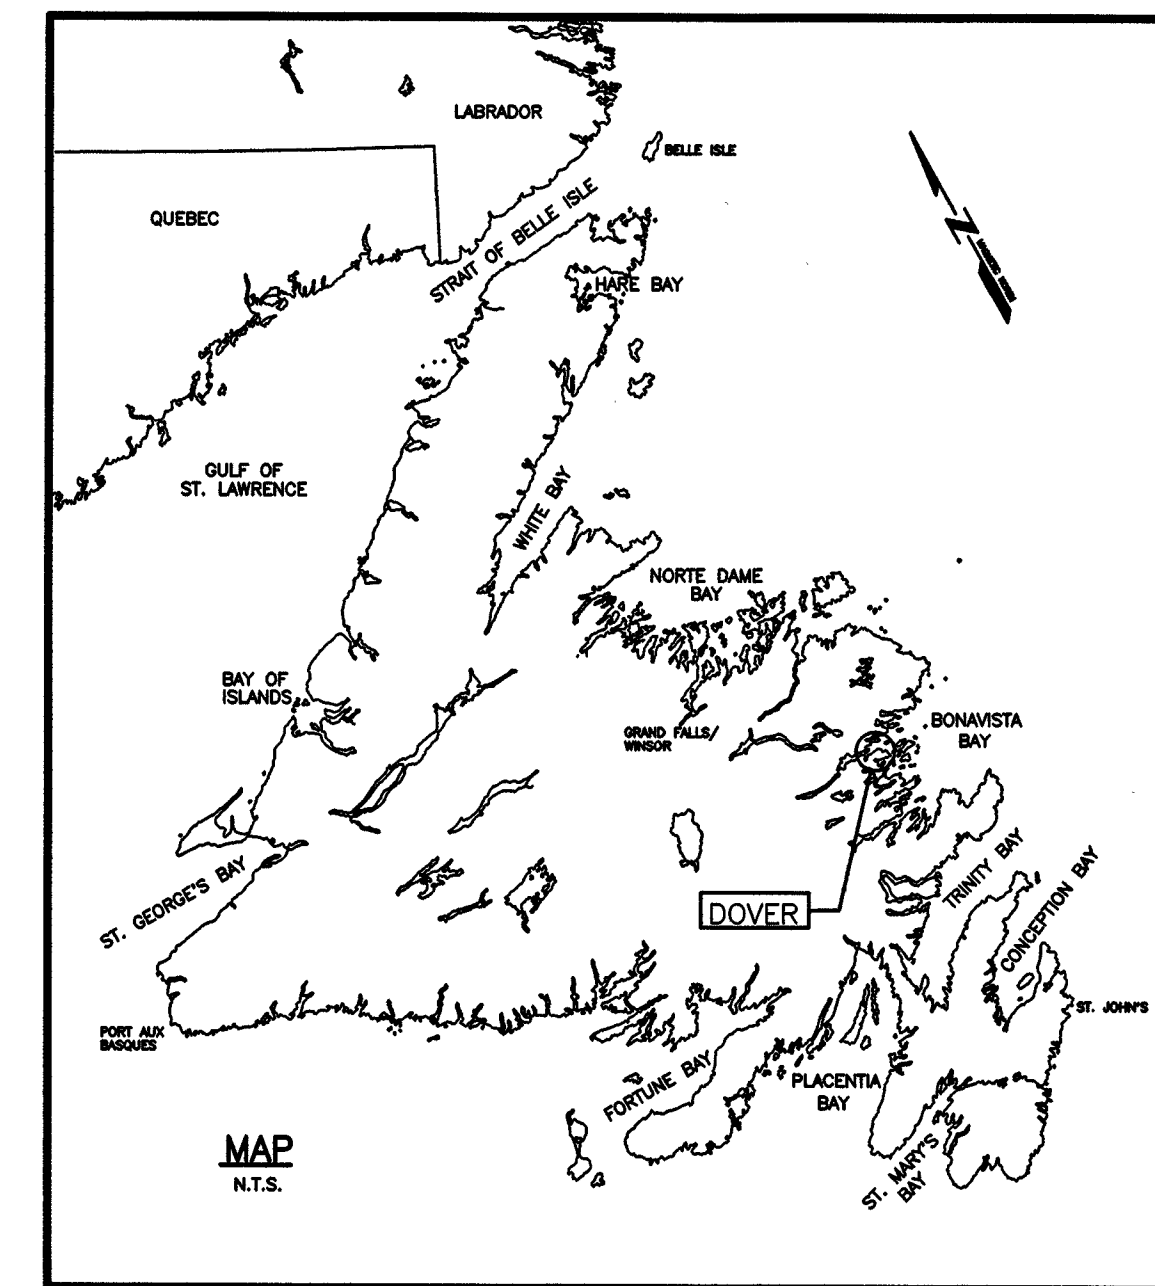 LABRADOR
BELLE ISLE
QUEBEC
STRAIT OF BELLE ISLE
HARE BAY
N
GULF OF
ST. LAWRENCE
WHITE BAY
NORTE DAME
BAY
BAY OF
ISLANDS
GRAND FALLS/
WINSOR
BONAVISTA
BAY
ST. GEORGE'S BAY
DOVER
TRINITY BAY
CONCEPTION BAY
ST. JOHN'S
PORT AUX
BASQUES
FORTUNE BAY
PLACENTIA
BAY
ST. MARY'S
BAY
MAP
N.T.S.